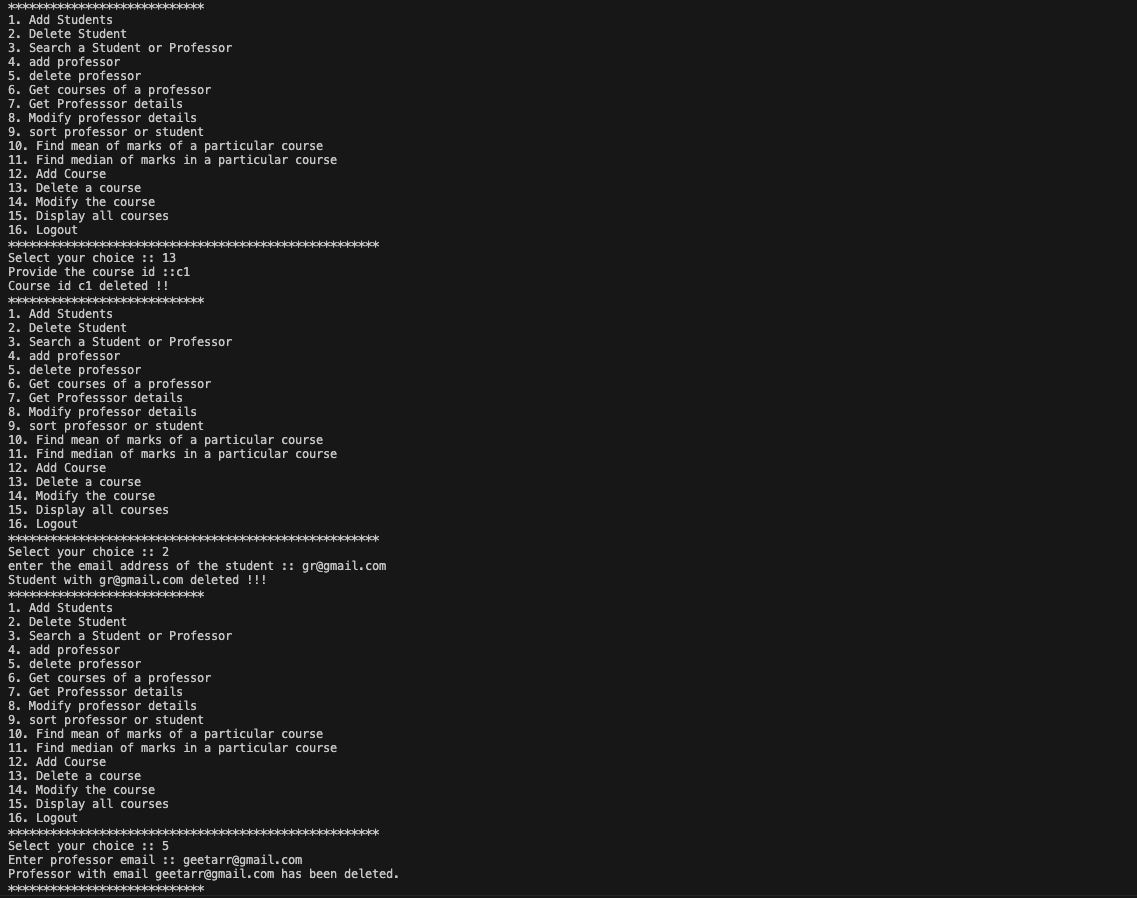 ****************************
1. Add Students
2. Delete Student
3. Search a Student or Professor
4. add professor
5. delete professor
6. Get courses of a professor
7. Get Professsor details
8. Modify professor details
9. sort professor or student
10. Find mean of marks of a particular course
11. Find median of marks in a particular course
12. Add Course
13. Delete a course
14. Modify the course
15. Display all courses
16. Logout
*****************************************************
Select your choice :: 13
Provide the course id ::c1
Course id c1 deleted !!
****************************
1. Add Students
2. Delete Student
3. Search a Student or Professor
4. add professor
5. delete professor
6. Get courses of a professor
7. Get Professsor details
8. Modify professor details
9. sort professor or student
10. Find mean of marks of a particular course
11. Find median of marks in a particular course
12. Add Course
13. Delete a course
14. Modify the course
15. Display all courses
16. Logout
*****************************************************
Select your choice :: 2
enter the email address of the student :: gr@gmail.com
Student with gr@gmail.com deleted !!!
****************************
1. Add Students
2. Delete Student
3. Search a Student or Professor
4. add professor
5. delete professor
6. Get courses of a professor
7. Get Professsor details
8. Modify professor details
9. sort professor or student
10. Find mean of marks of a particular course
11. Find median of marks in a particular course
12. Add Course
13. Delete a course
14. Modify the course
15. Display all courses
16. Logout
*****************************************************
Select your choice :: 5
Enter professor email :: geetarr@gmail.com
Professor with email geetarr@gmail.com has been deleted.
****************************